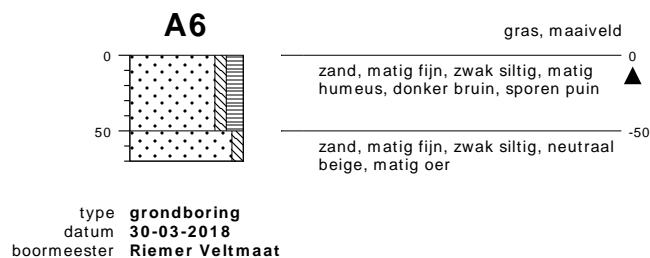 A6
gras, maaiveld
0
0
zand, matig fijn, zwak siltig, matig
humeus, donker bruin, sporen puin
50
-50
zand, matig fijn, zwak siltig, neutraal
beige, matig oer
type grondboring
datum 30-03-2018
boormeester Riemer Veltmaat